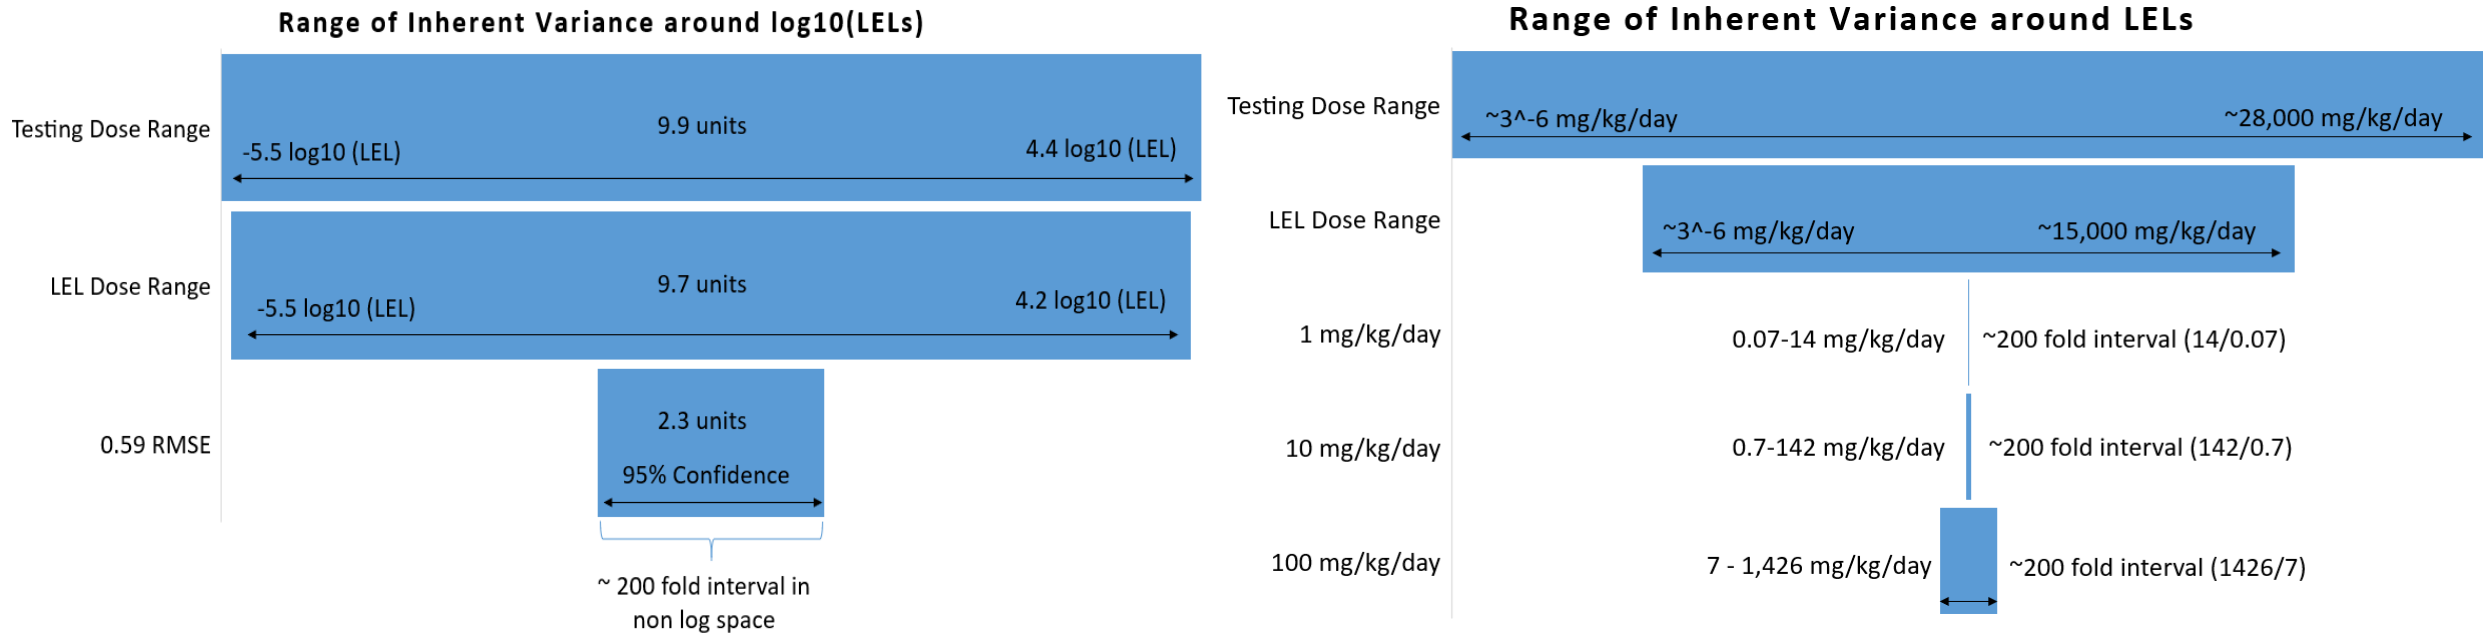 Range of Inherent Variance around log10(LELs)
Testing Dose Range
9.9 units
-5.5 log10 (LEL)
4.4 log10 (LEL)
LEL Dose Range
9.7 units
-5.5 log10 (LEL)
4.2 log10 (LEL)
0.59 RMSE
2.3 units
95% Confidence
~ 200 fold interval in
non log space
Range of Inherent Variance around LELs
Testing Dose Range
~3^-6 mg/kg/day
~28,000 mg/kg/day
LEL Dose Range
~3^-6 mg/kg/day
~15,000 mg/kg/day
1 mg/kg/day
0.07-14 mg/kg/day
~200 fold interval (14/0.07)
10 mg/kg/day
0.7-142 mg/kg/day
~200 fold interval (142/0.7)
100 mg/kg/day
7 - 1,426 mg/kg/day
~200 fold interval (1426/7)